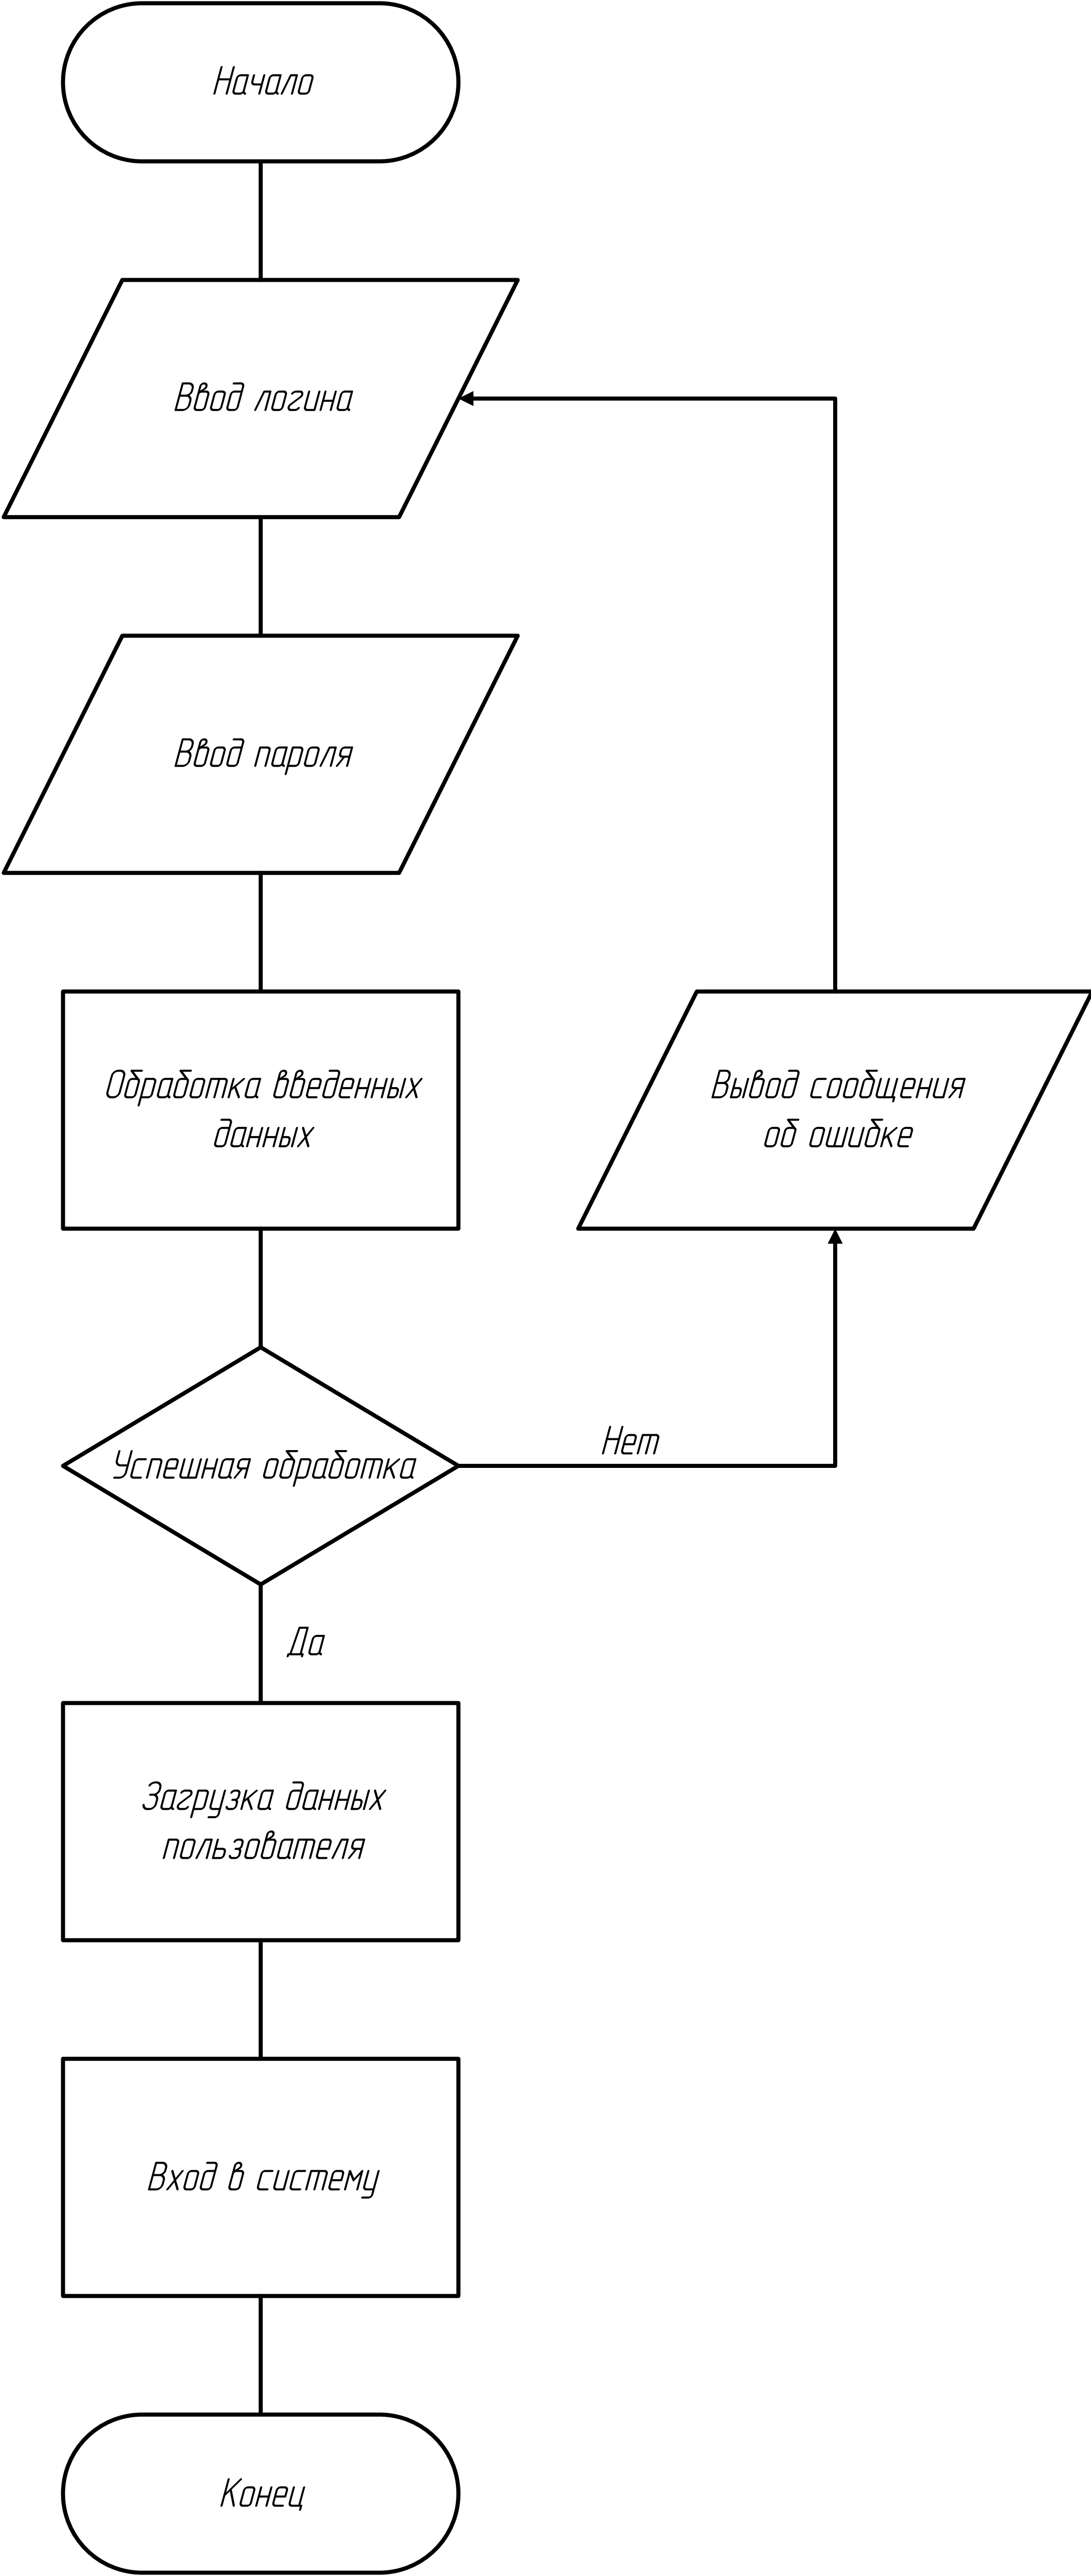 Начало
Ввод логина
Ввод пароля
Обработка введенных
данных
Вывод сообщения
об ошибке
Успешная обработка
Нет
Да
Загрузка данных
пользователя
Вход в систему
Конец